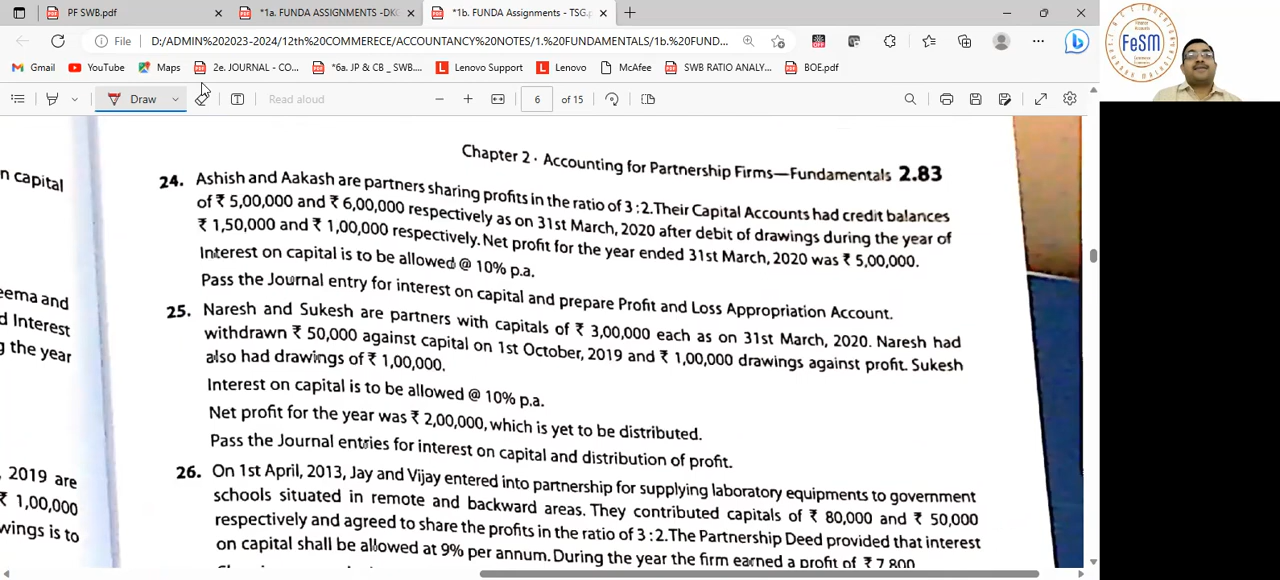 PF SWB.pdf
*1a. FUNDA ASSIGNMENTS -DK
*1b. FUNDA Assignments - TSG.p
File D:/ADMIN%202023-2024/12th%20COMMERECE/ACCOUNTANCY%20NOTES/1.%20FUNDAMENTALS/1b.%20FUND...
Gmail YouTube Maps 2e. JOURNAL - CO... *6a. JP & CB _ SWB.... Lenovo Support Lenovo McAfee SWB RATIO ANALY... BOE.pdf
Draw Read aloud 6 of 15
FeSM
n capital
eema and
d Interest
g the year
2019 are
₹ 1,00,000
wings is to
Chapter 2 · Accounting for Partnership Firms—Fundamentals 2.83
24. Ashish and Aakash are partners sharing profits in the ratio of 3:2. Their Capital Accounts had credit balances
of ₹ 5,00,000 and ₹ 6,00,000 respectively as on 31st March, 2020 after debit of drawings during the year of
₹ 1,50,000 and ₹ 1,00,000 respectively. Net profit for the year ended 31st March, 2020 was ₹ 5,00,000.
Interest on capital is to be allowed @ 10% p.a.
Pass the Journal entry for interest on capital and prepare Profit and Loss Appropriation Account.
25. Naresh and Sukesh are partners with capitals of ₹ 3,00,000 each as on 31st March, 2020. Naresh had
withdrawn ₹ 50,000 against capital on 1st October, 2019 and ₹ 1,00,000 drawings against profit. Sukesh
also had drawings of ₹ 1,00,000.
Interest on capital is to be allowed @ 10% p.a.
Net profit for the year was ₹ 2,00,000, which is yet to be distributed.
Pass the Journal entries for interest on capital and distribution of profit.
26. On 1st April, 2013, Jay and Vijay entered into partnership for supplying laboratory equipments to government
schools situated in remote and backward areas. They contributed capitals of ₹ 80,000 and ₹ 50,000
respectively and agreed to share the profits in the ratio of 3:2. The Partnership Deed provided that interest
on capital shall be allowed at 9% per annum. During the year the firm earned a profit of ₹ 7,800